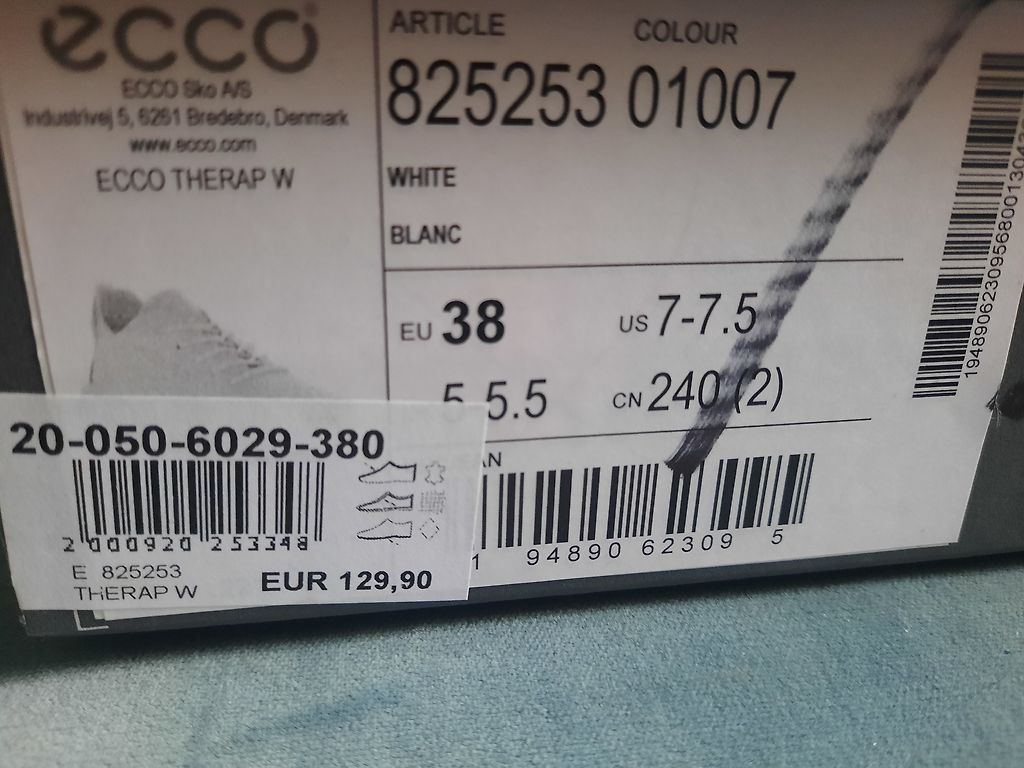 ecco
ECCO Sko A/S
Industrivej 5, 6261 Bredebro, Denmark
www.ecco.com
ECCO THERAP W
ARTICLE COLOUR
825253 01007
WHITE
BLANC
EU 38 US 7-7.5
5-5.5 CN 240 (2)
1 94890 62309 5
20-050-6029-380
2 000920 253348
E 825253
THERAP W EUR 129,90